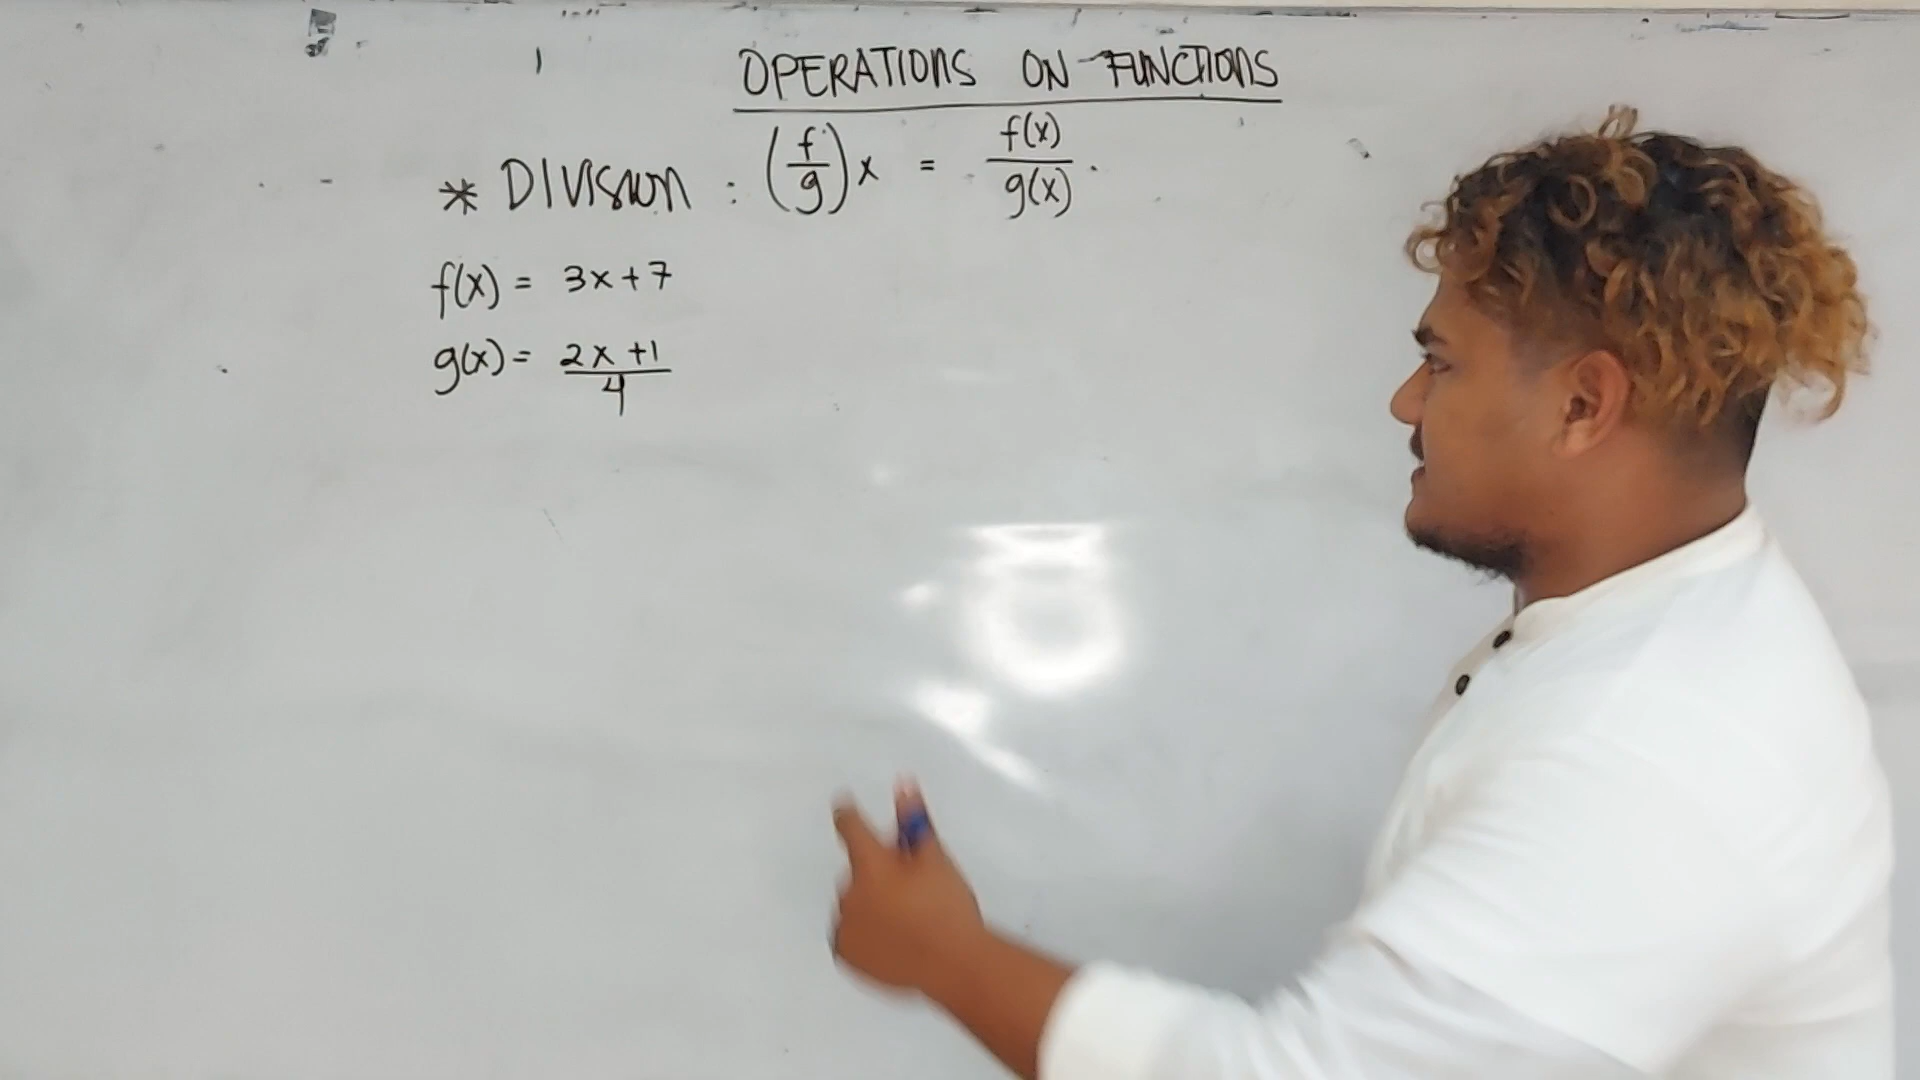 OPERATIONS ON FUNCTIONS
* DIVISION : (f/g)x = f(x)/g(x).
f(x) = 3x+7
g(x) = 2x+1/4